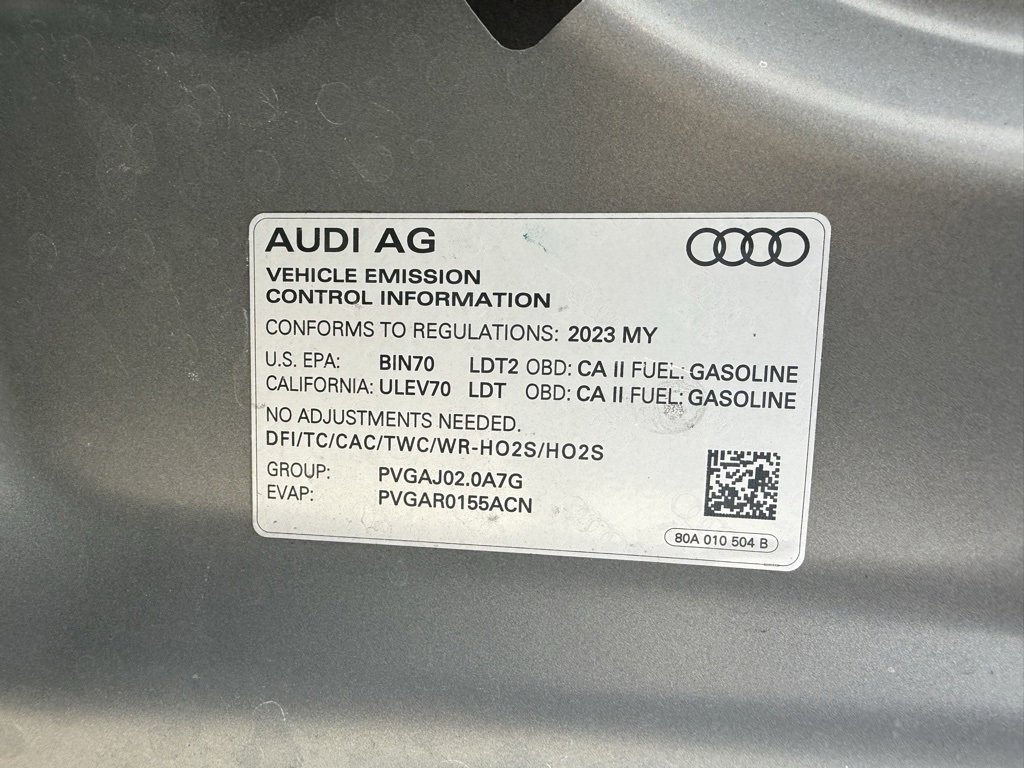 AUDI AG
VEHICLE EMISSION
CONTROL INFORMATION
CONFORMS TO REGULATIONS: 2023 MY
U.S. EPA: BIN70 LDT2 OBD: CA II FUEL: GASOLINE
CALIFORNIA: ULEV70 LDT OBD: CA II FUEL: GASOLINE
NO ADJUSTMENTS NEEDED.
DFI/TC/CAC/TWC/WR-HO2S/HO2S
GROUP: PVGAJ02.0A7G
EVAP: PVGAR0155ACN
80A 010 504 B